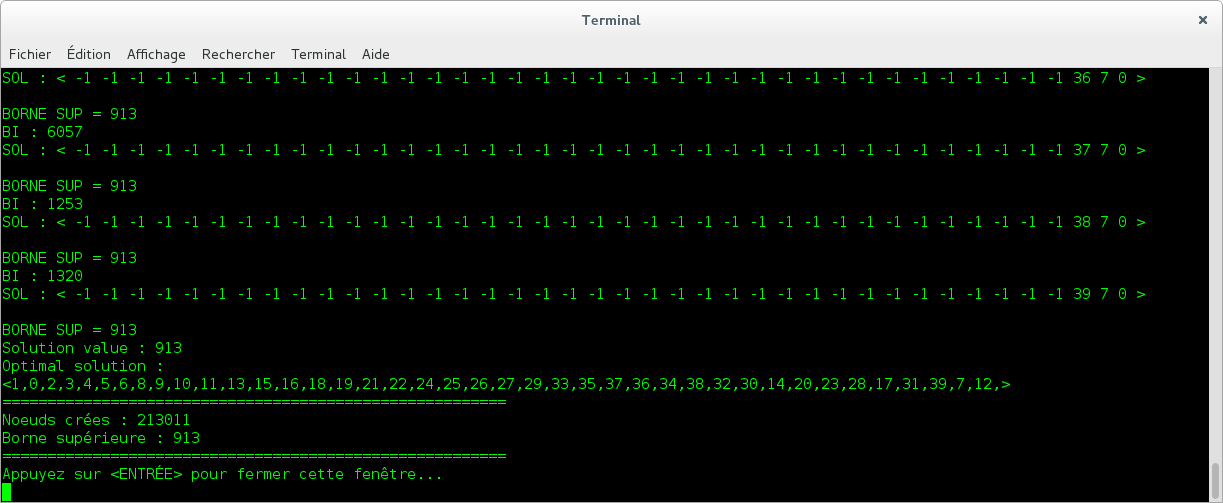 Terminal
Fichier Édition Affichage Rechercher Terminal Aide
SOL : < -1 -1 -1 -1 -1 -1 -1 -1 -1 -1 -1 -1 -1 -1 -1 -1 -1 -1 -1 -1 -1 -1 -1 -1 -1 -1 -1 -1 -1 -1 -1 -1 -1 -1 -1 -1 -1 36 7 0 >
BORNE SUP = 913
BI : 6057
SOL : < -1 -1 -1 -1 -1 -1 -1 -1 -1 -1 -1 -1 -1 -1 -1 -1 -1 -1 -1 -1 -1 -1 -1 -1 -1 -1 -1 -1 -1 -1 -1 -1 -1 -1 -1 -1 -1 37 7 0 >
BORNE SUP = 913
BI : 1253
SOL : < -1 -1 -1 -1 -1 -1 -1 -1 -1 -1 -1 -1 -1 -1 -1 -1 -1 -1 -1 -1 -1 -1 -1 -1 -1 -1 -1 -1 -1 -1 -1 -1 -1 -1 -1 -1 -1 38 7 0 >
BORNE SUP = 913
BI : 1320
SOL : < -1 -1 -1 -1 -1 -1 -1 -1 -1 -1 -1 -1 -1 -1 -1 -1 -1 -1 -1 -1 -1 -1 -1 -1 -1 -1 -1 -1 -1 -1 -1 -1 -1 -1 -1 -1 -1 39 7 0 >
BORNE SUP = 913
Solution value : 913
Optimal solution :
<1,0,2,3,4,5,6,8,9,10,11,13,15,16,18,19,21,22,24,25,26,27,29,33,35,37,36,34,38,32,30,14,20,23,28,17,31,39,7,12,>
========================================================
Noeuds crées : 213011
Borne supérieure : 913
========================================================
Appuyez sur <ENTRÉE> pour fermer cette fenêtre...